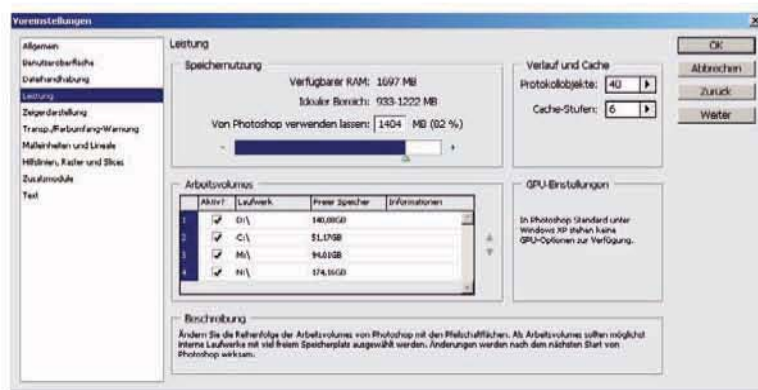 Voreinstellungen
Allgemein
Benutzeroberfläche
Dateihandhabung
Leistung
Zeigerdarstellung
Transp./Farbumfang-Warnung
Maßeinheiten und Lineale
Hilfslinien, Raster und Slices
Zusatzmodule
Text
Leistung
Speichernutzung
Verfügbarer RAM: 1697 MB
Idealer Bereich: 933-1222 MB
Von Photoshop verwenden lassen: 1404 MB (82 %)
- +
Verlauf und Cache
Protokollobjekte: 40
Cache-Stufen: 6
OK
Abbrechen
Zurück
Weiter
Arbeitsvolumes
Aktiv? Laufwerk Freier Speicher Informationen
1 D:\ 140,08GB
2 C:\ 51,17GB
3 M:\ 94,81GB
4 N:\ 174,16GB
GPU-Einstellungen
In Photoshop Standard unter
Windows XP stehen keine
GPU-Optionen zur Verfügung.
Beschreibung
Ändern Sie die Reihenfolge der Arbeitsvolumes von Photoshop mit den Pfeilschaltflächen. Als Arbeitsvolumes sollten möglichst
interne Laufwerke mit viel freiem Speicherplatz ausgewählt werden. Änderungen werden nach dem nächsten Start von
Photoshop wirksam.